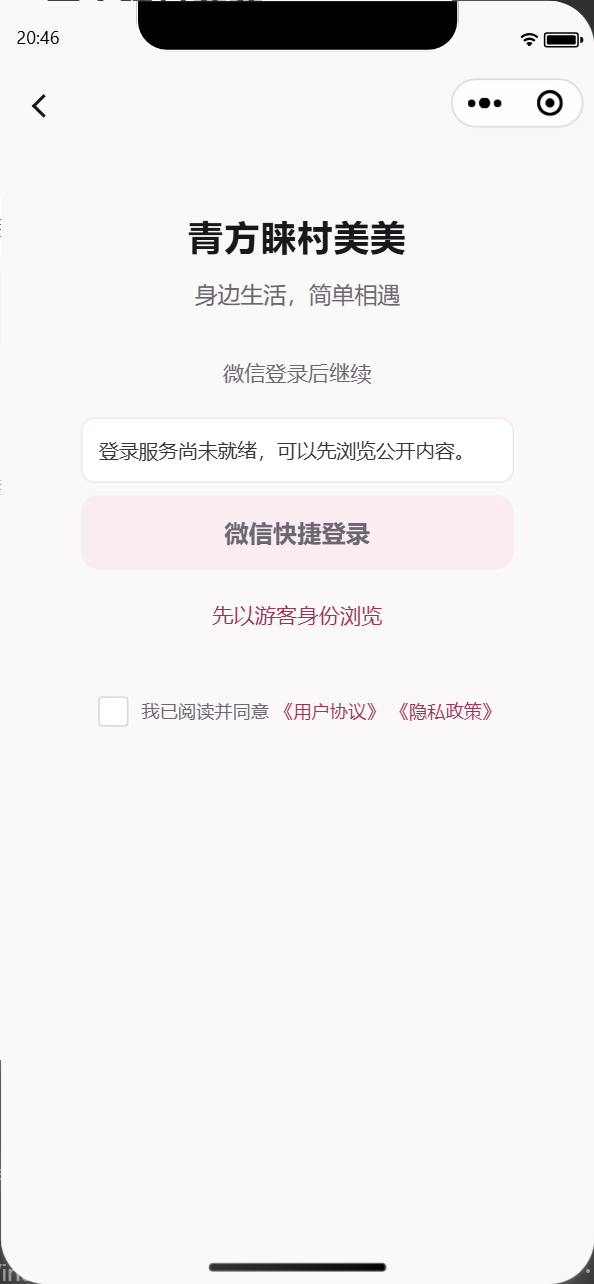 20:46
青方睐村美美
身边生活，简单相遇
微信登录后继续
登录服务尚未就绪，可以先浏览公开内容。
微信快捷登录
先以游客身份浏览
我已阅读并同意 《用户协议》 《隐私政策》